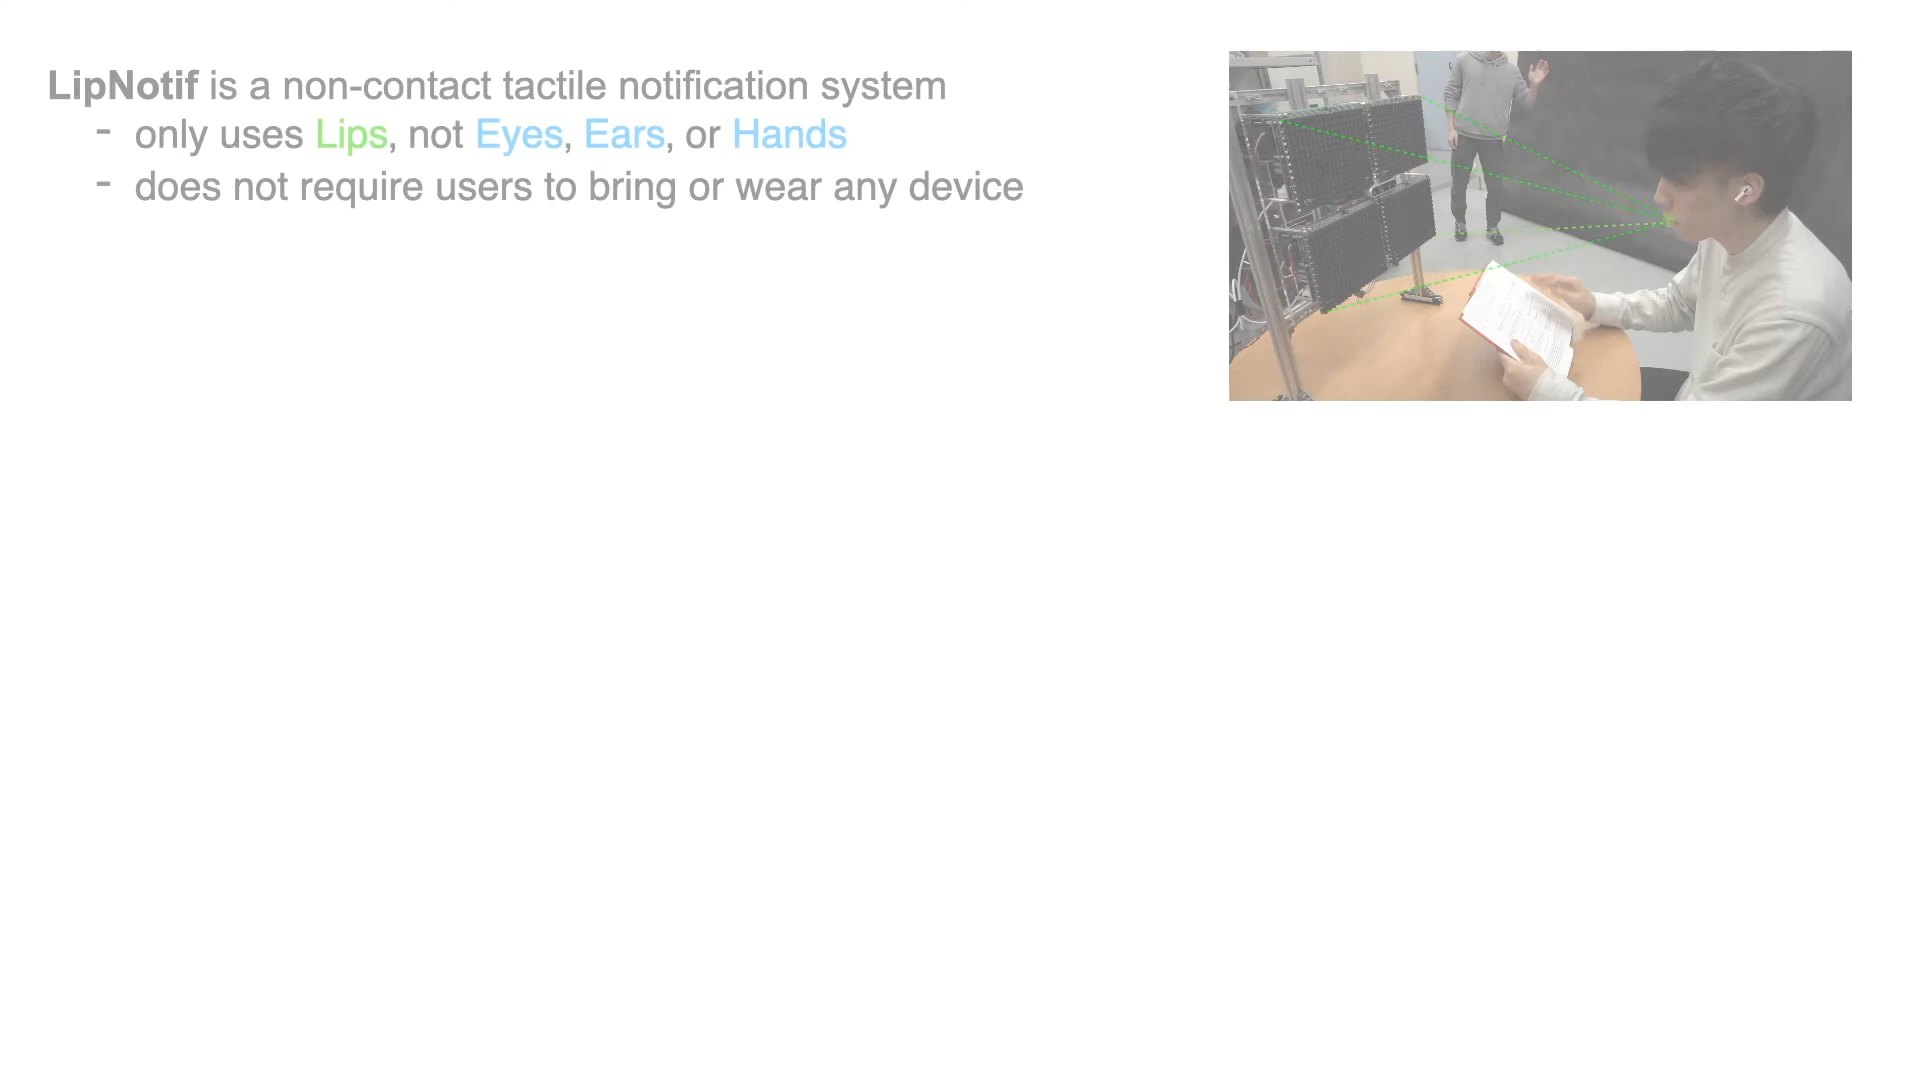 LipNotif is a non-contact tactile notification system
- only uses Lips, not Eyes, Ears, or Hands
- does not require users to bring or wear any device